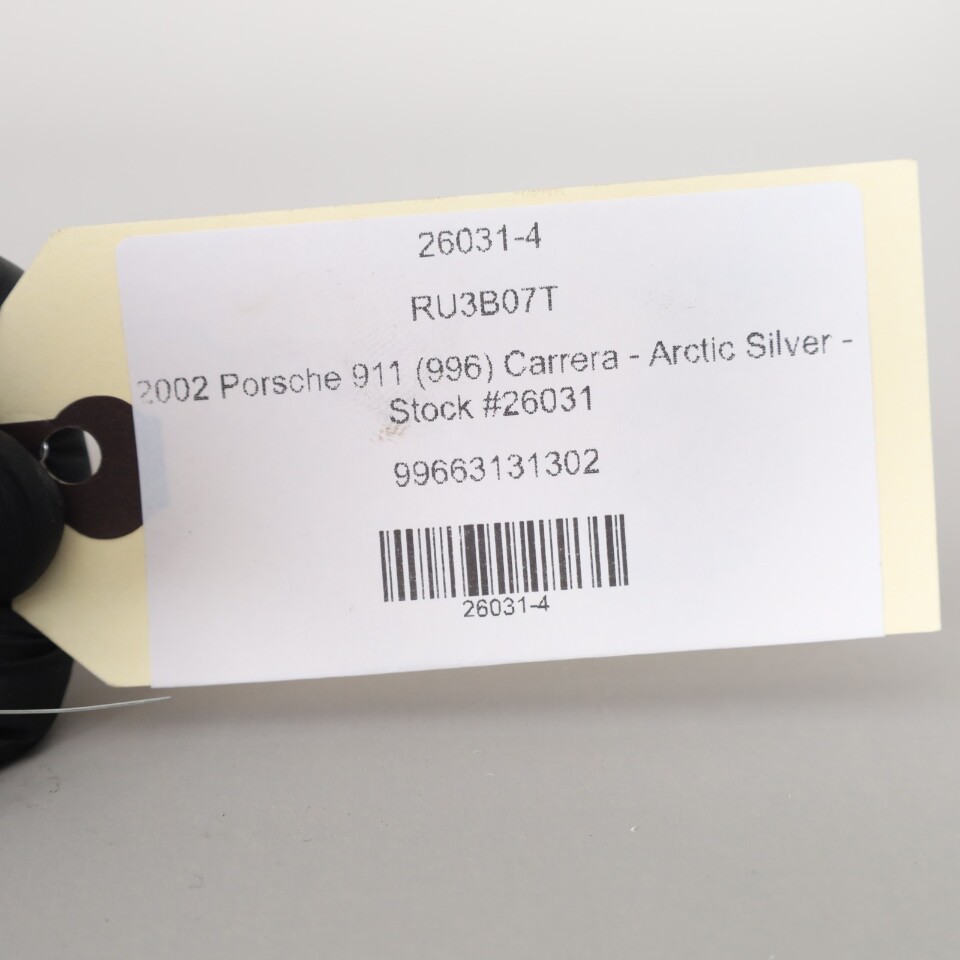 26031-4
RU3B07T
2002 Porsche 911 (996) Carrera - Arctic Silver -
Stock #26031
99663131302
26031-4